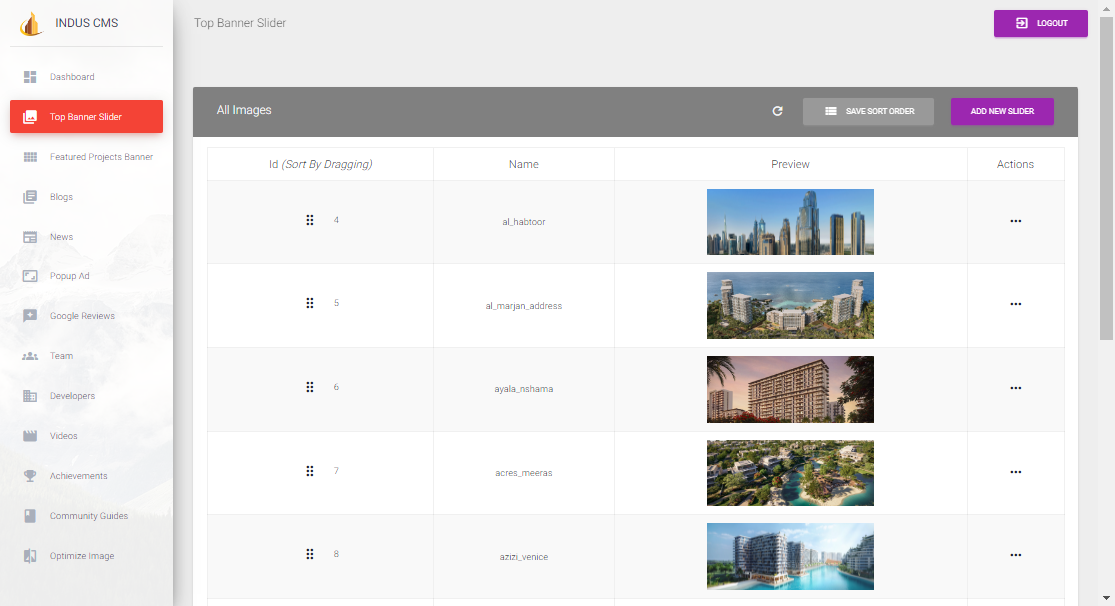 INDUS CMS
Top Banner Slider
LOGOUT
Dashboard
Top Banner Slider
Featured Projects Banner
Blogs
News
Popup Ad
Google Reviews
Team
Developers
Videos
Achievements
Community Guides
Optimize Image
All Images
SAVE SORT ORDER
ADD NEW SLIDER
Id (Sort By Dragging) Name Preview Actions
4 al_habtoor
5 al_marjan_address
6 ayala_nshama
7 acres_meeras
8 azizi_venice